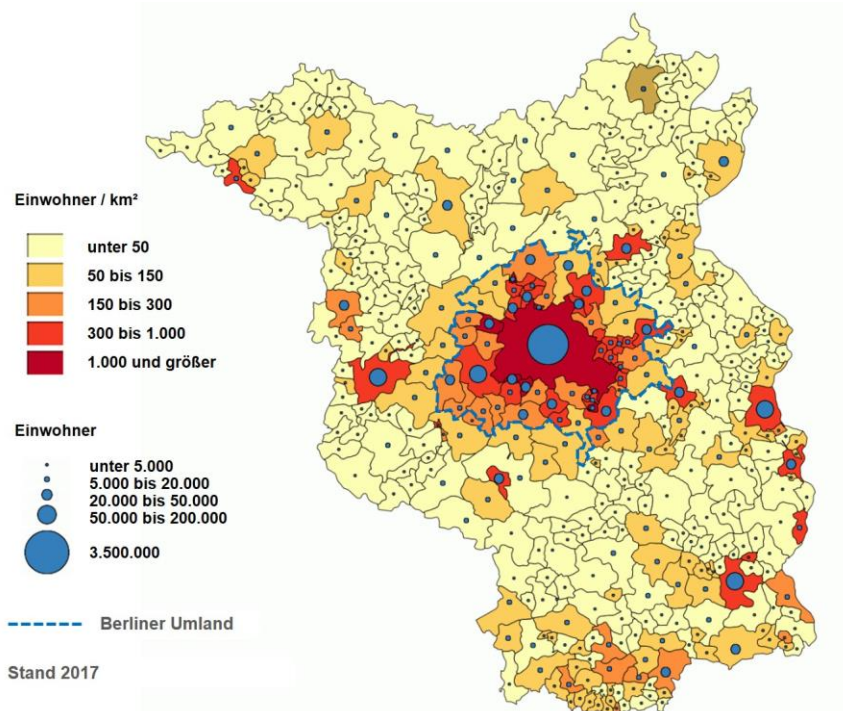 Einwohner / km²
unter 50
50 bis 150
150 bis 300
300 bis 1.000
1.000 und größer
Einwohner
unter 5.000
5.000 bis 20.000
20.000 bis 50.000
50.000 bis 200.000
3.500.000
Berliner Umland
Stand 2017